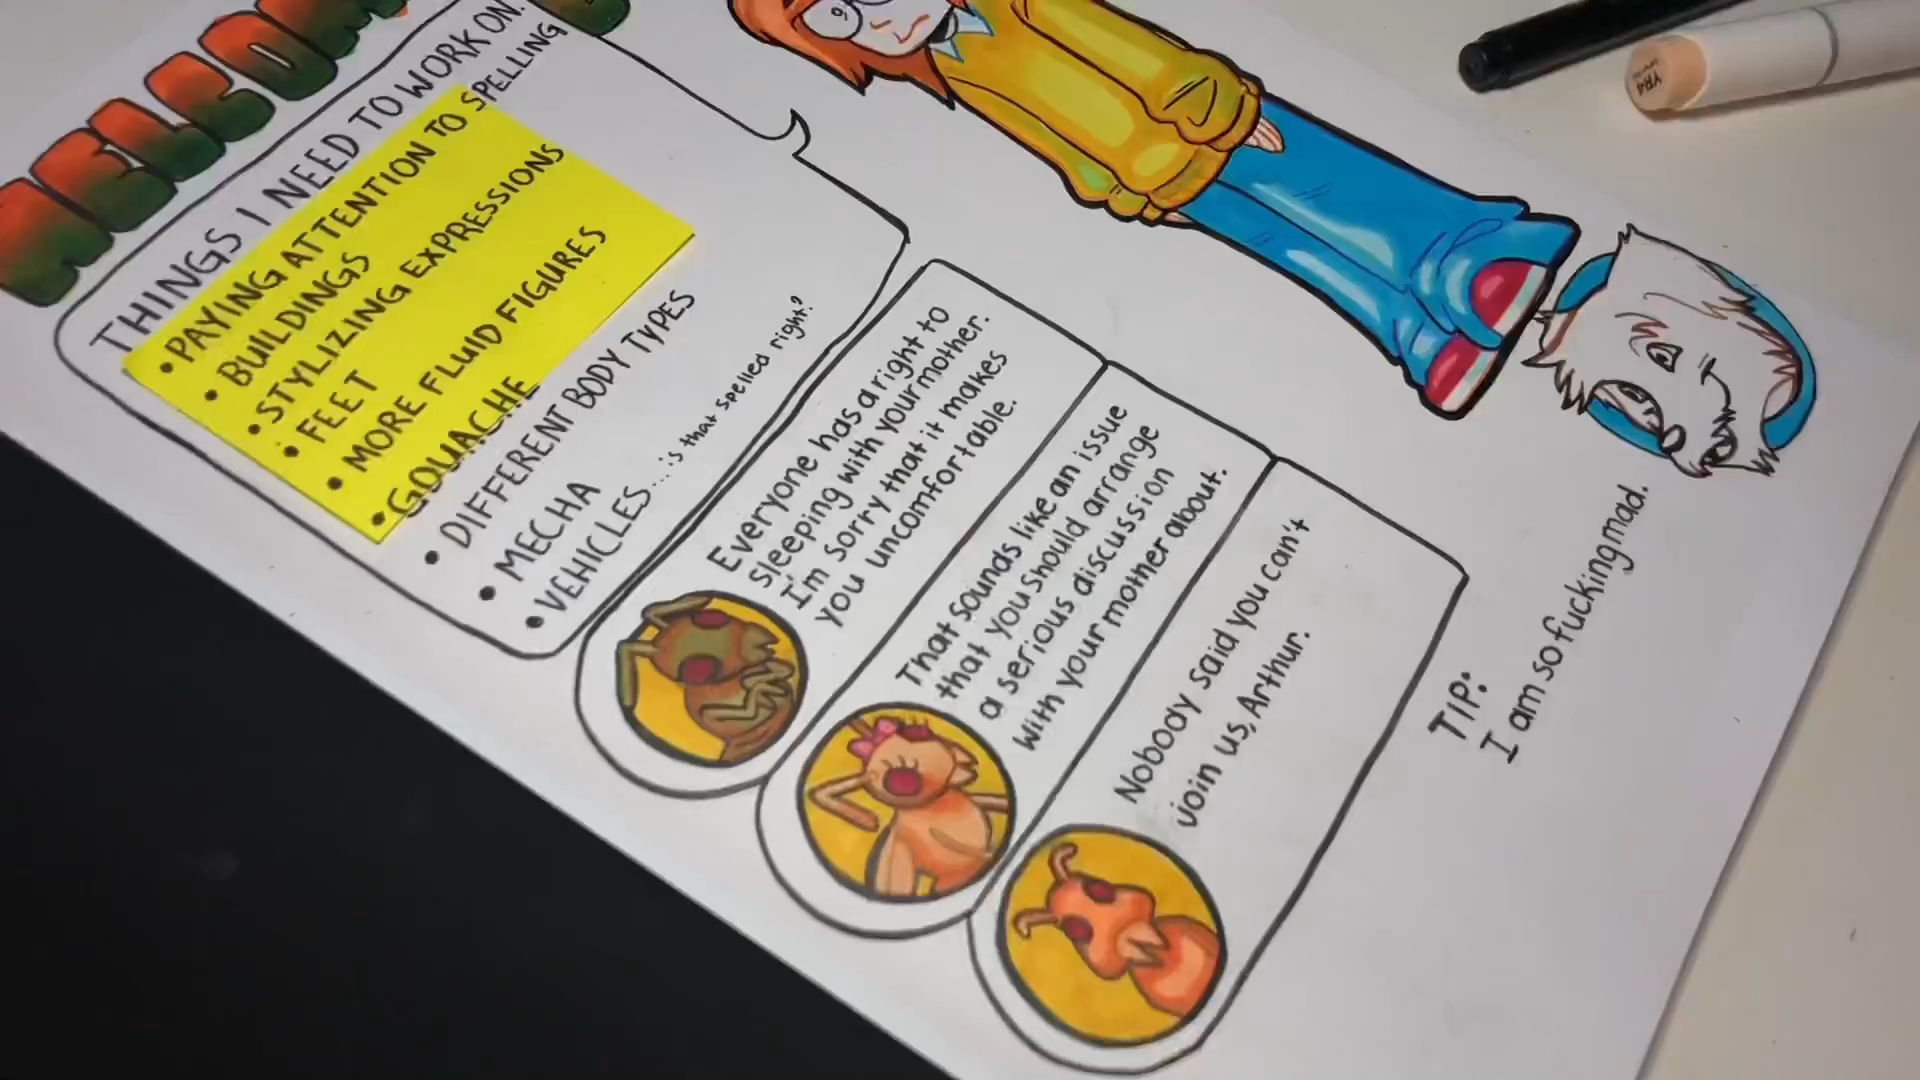 WELCOM
THINGS I NEED TO WORK ON:
• PAYING ATTENTION TO SPELLING
• BUILDINGS
• STYLIZING EXPRESSIONS
• FEET
• MORE FLUID FIGURES
• GOUACHE
• DIFFERENT BODY TYPES
• MECHA
• VEHICLES...is that spelled right?
Everyone has a right to
sleeping with your mother.
I'm sorry that it makes
you uncomfortable.
That sounds like an issue
that you should arrange
a serious discussion
with your mother about.
Nobody said you can't
join us, Arthur.
TIP:
I am so fucking mad.
YR04